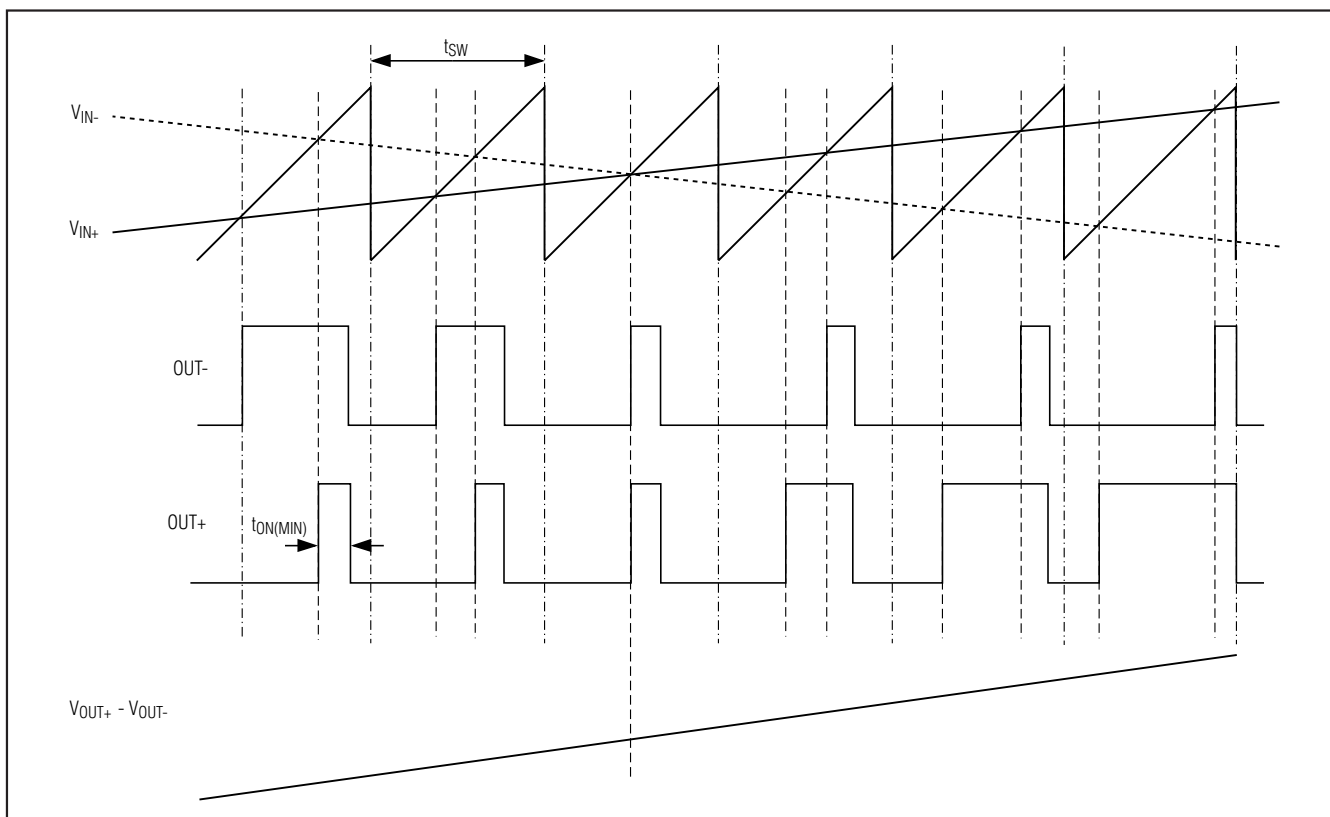 tSW
VIN-
VIN+
OUT-
OUT+
tON(MIN)
VOUT+ - VOUT-